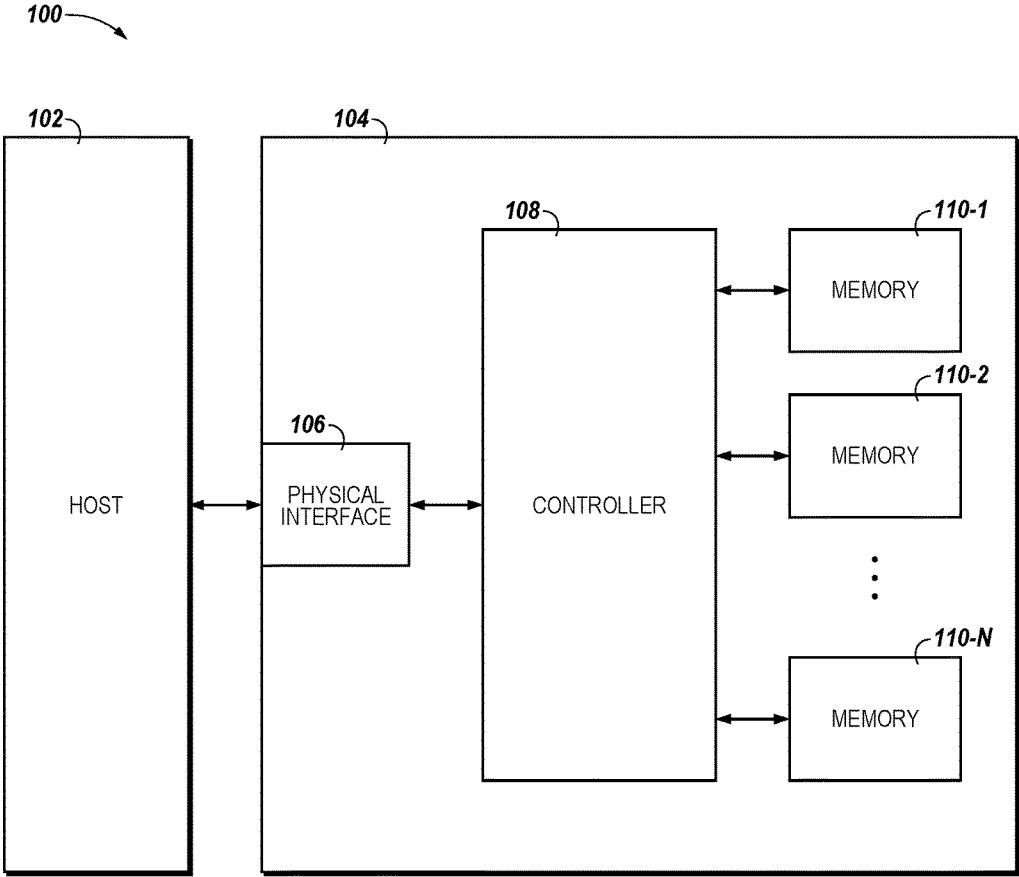 100
102
104
108
110-1
MEMORY
110-2
MEMORY
106
PHYSICAL
INTERFACE
HOST
CONTROLLER
110-N
MEMORY